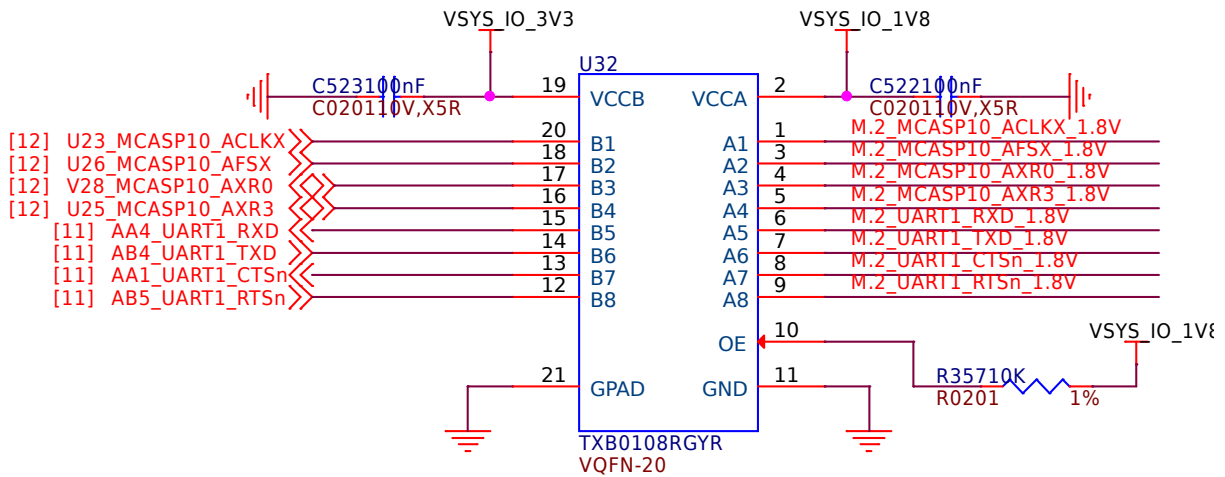 VSYS_IO_3V3
VSYS_IO_1V8
U32
C523100nF
C020110V,X5R
19
VCCB
VCCA
2
C522100nF
C020110V,X5R
[12] U23_MCASP10_ACLKX
20
B1
A1
1
M.2_MCASP10_ACLKX_1.8V
[12] U26_MCASP10_AFSX
18
B2
A2
3
M.2_MCASP10_AFSX_1.8V
[12] V28_MCASP10_AXR0
17
B3
A3
4
M.2_MCASP10_AXR0_1.8V
[12] U25_MCASP10_AXR3
16
B4
A4
5
M.2_MCASP10_AXR3_1.8V
[11] AA4_UART1_RXD
15
B5
A5
6
M.2_UART1_RXD_1.8V
[11] AB4_UART1_TXD
14
B6
A6
7
M.2_UART1_TXD_1.8V
[11] AA1_UART1_CTSn
13
B7
A7
8
M.2_UART1_CTSn_1.8V
[11] AB5_UART1_RTSn
12
B8
A8
9
M.2_UART1_RTSn_1.8V
OE
10
VSYS_IO_1V8
21
GPAD
GND
11
R35710K
R0201
1%
TXB0108RGYR
VQFN-20